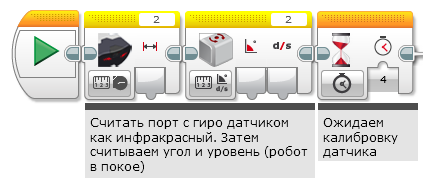 2
2
d/s
d/s
4
Считать порт с гиро датчиком
как инфракрасный. Затем
считываем угол и уровень (робот
в покое)
Ожидаем
калибровку
датчика